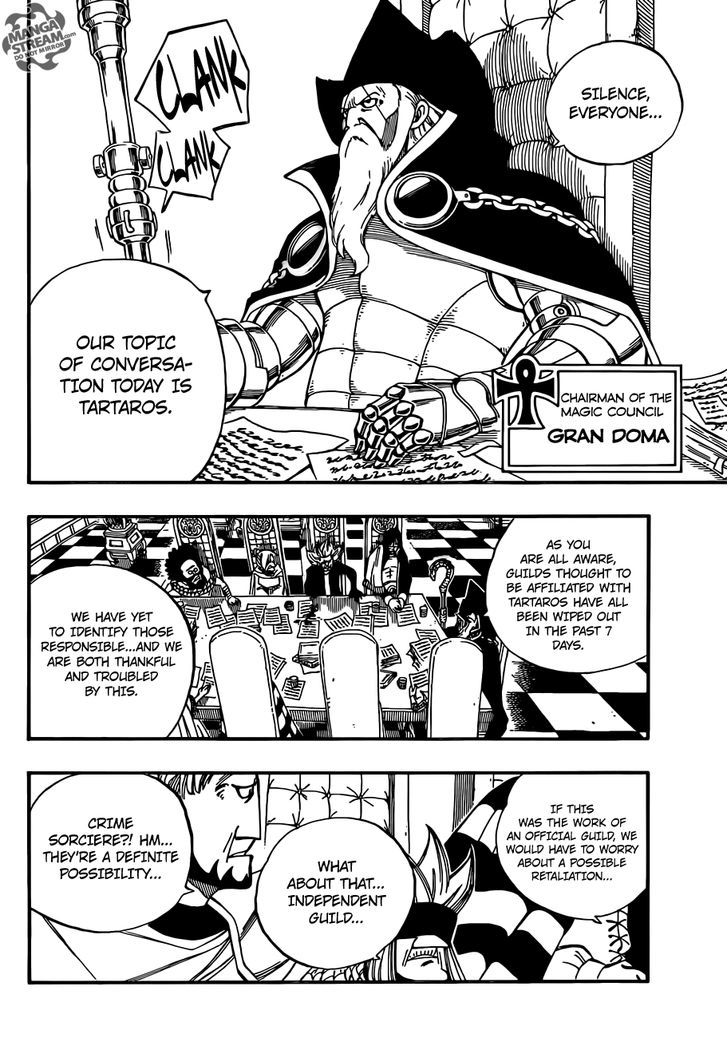 MANGA
STREAM.com
DO NOT MIRROR!
CLANK
CLANK
SILENCE,
EVERYONE...
OUR TOPIC
OF CONVERSA-
TION TODAY IS
TARTAROS.
CHAIRMAN OF THE
MAGIC COUNCIL
GRAN DOMA
AS YOU
ARE ALL AWARE,
GUILDS THOUGHT TO
BE AFFILIATED WITH
TARTAROS HAVE ALL
BEEN WIPED OUT
IN THE PAST 7
DAYS.
WE HAVE YET
TO IDENTIFY THOSE
RESPONSIBLE...AND WE
ARE BOTH THANKFUL
AND TROUBLED
BY THIS.
IF THIS
WAS THE WORK OF
AN OFFICIAL GUILD, WE
WOULD HAVE TO WORRY
ABOUT A POSSIBLE
RETALIATION...
WHAT
ABOUT THAT...
INDEPENDENT
GUILD...
CRIME
SORCIERE?! HM...
THEY'RE A DEFINITE
POSSIBILITY...